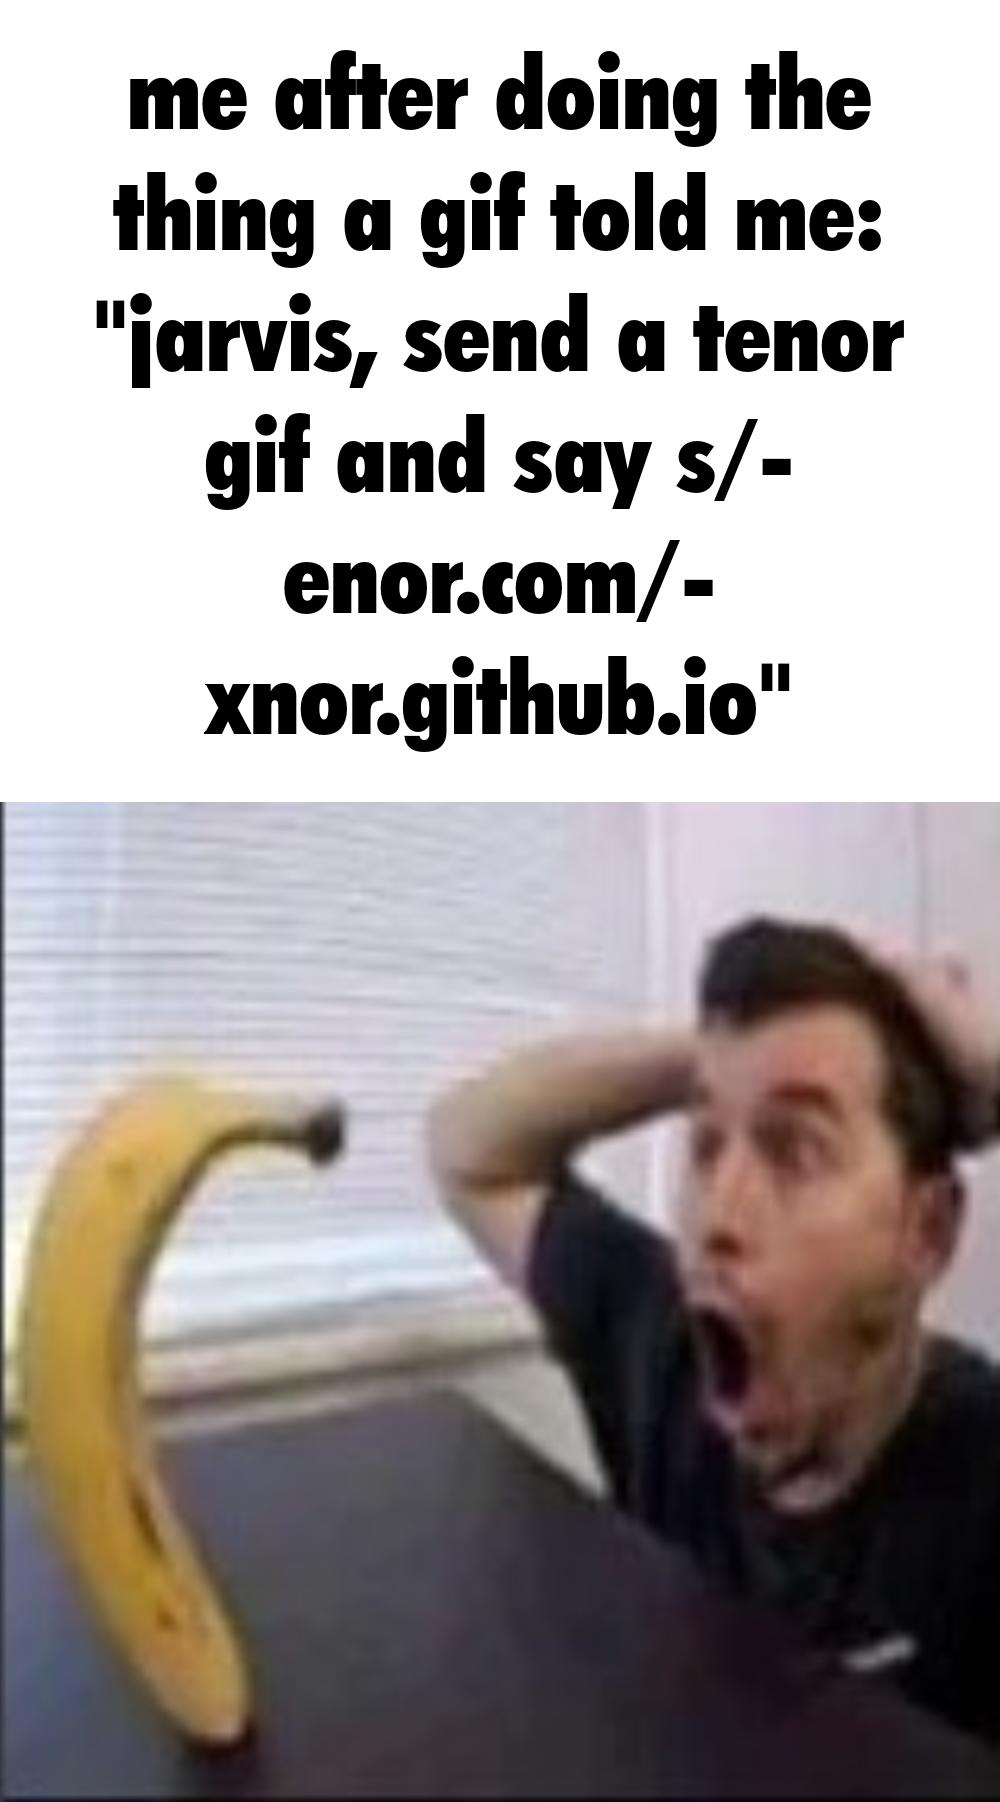 me after doing the
thing a gif told me:
"jarvis, send a tenor
gif and say s/-
enor.com/-
xnor.github.io"